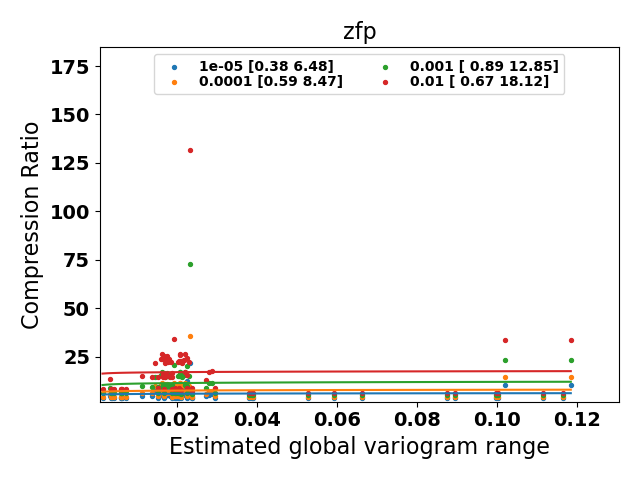 zfp
1e-05 [0.38 6.48]
0.0001 [0.59 8.47]
0.001 [ 0.89 12.85]
0.01 [ 0.67 18.12]
175
150
125
100
75
50
25
Compression Ratio
0.02 0.04 0.06 0.08 0.10 0.12
Estimated global variogram range